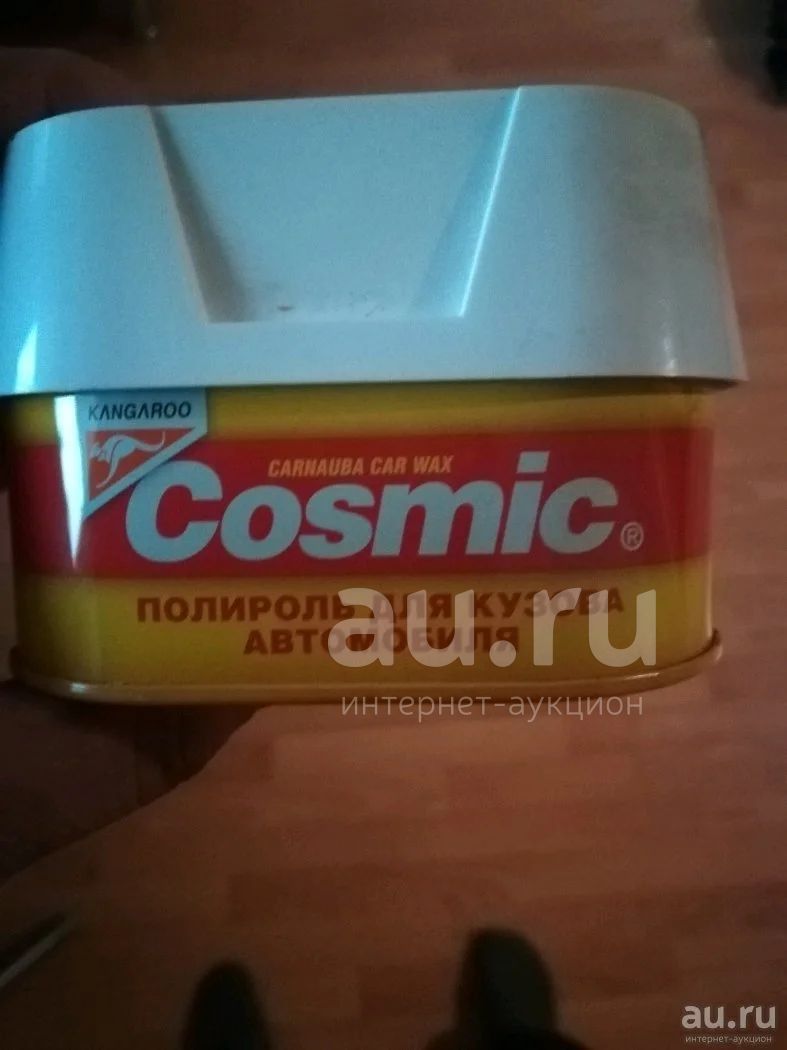 KANGAROO
CARNAUBA CAR WAX
Cosmic®
ПОЛИРОЛЬ ДЛЯ КУЗОВА
АВТОМОБИЛЯ
au.ru
интернет-аукцион
au.ru
интернет-аукцион